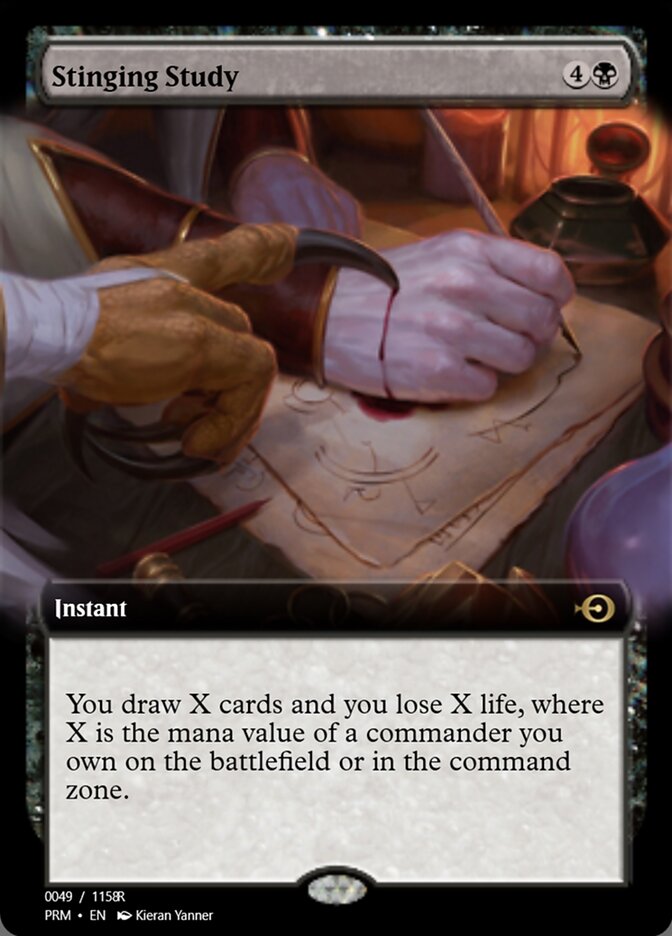 Stinging Study 4
Instant
You draw X cards and you lose X life, where
X is the mana value of a commander you
own on the battlefield or in the command
zone.
0049 / 1158R
PRM • EN Kieran Yanner